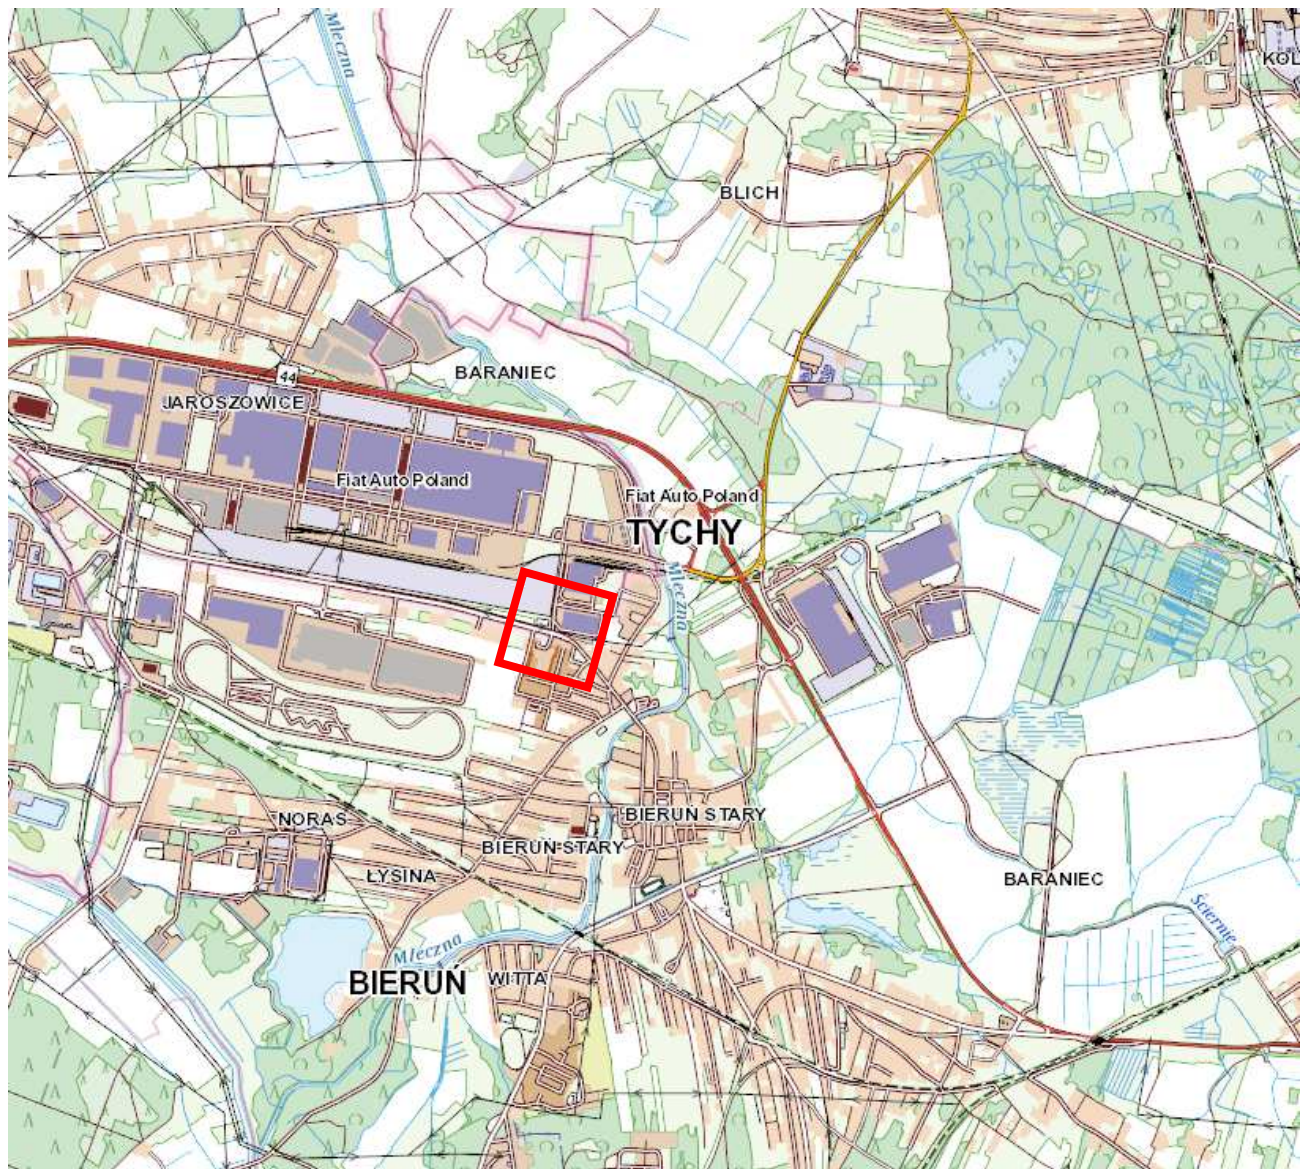 Mleczna
KOL
BLICH
BARANIEC
44
JAROSZOWICE
Fiat Auto Poland
Fiat Auto Poland
TYCHY
Mleczna
NORAS
BIERUŃ STARY
BIERUŃ STARY
ŁYSINA
BARANIEC
Ściernie
Mleczna
BIERUŃ
WITTA